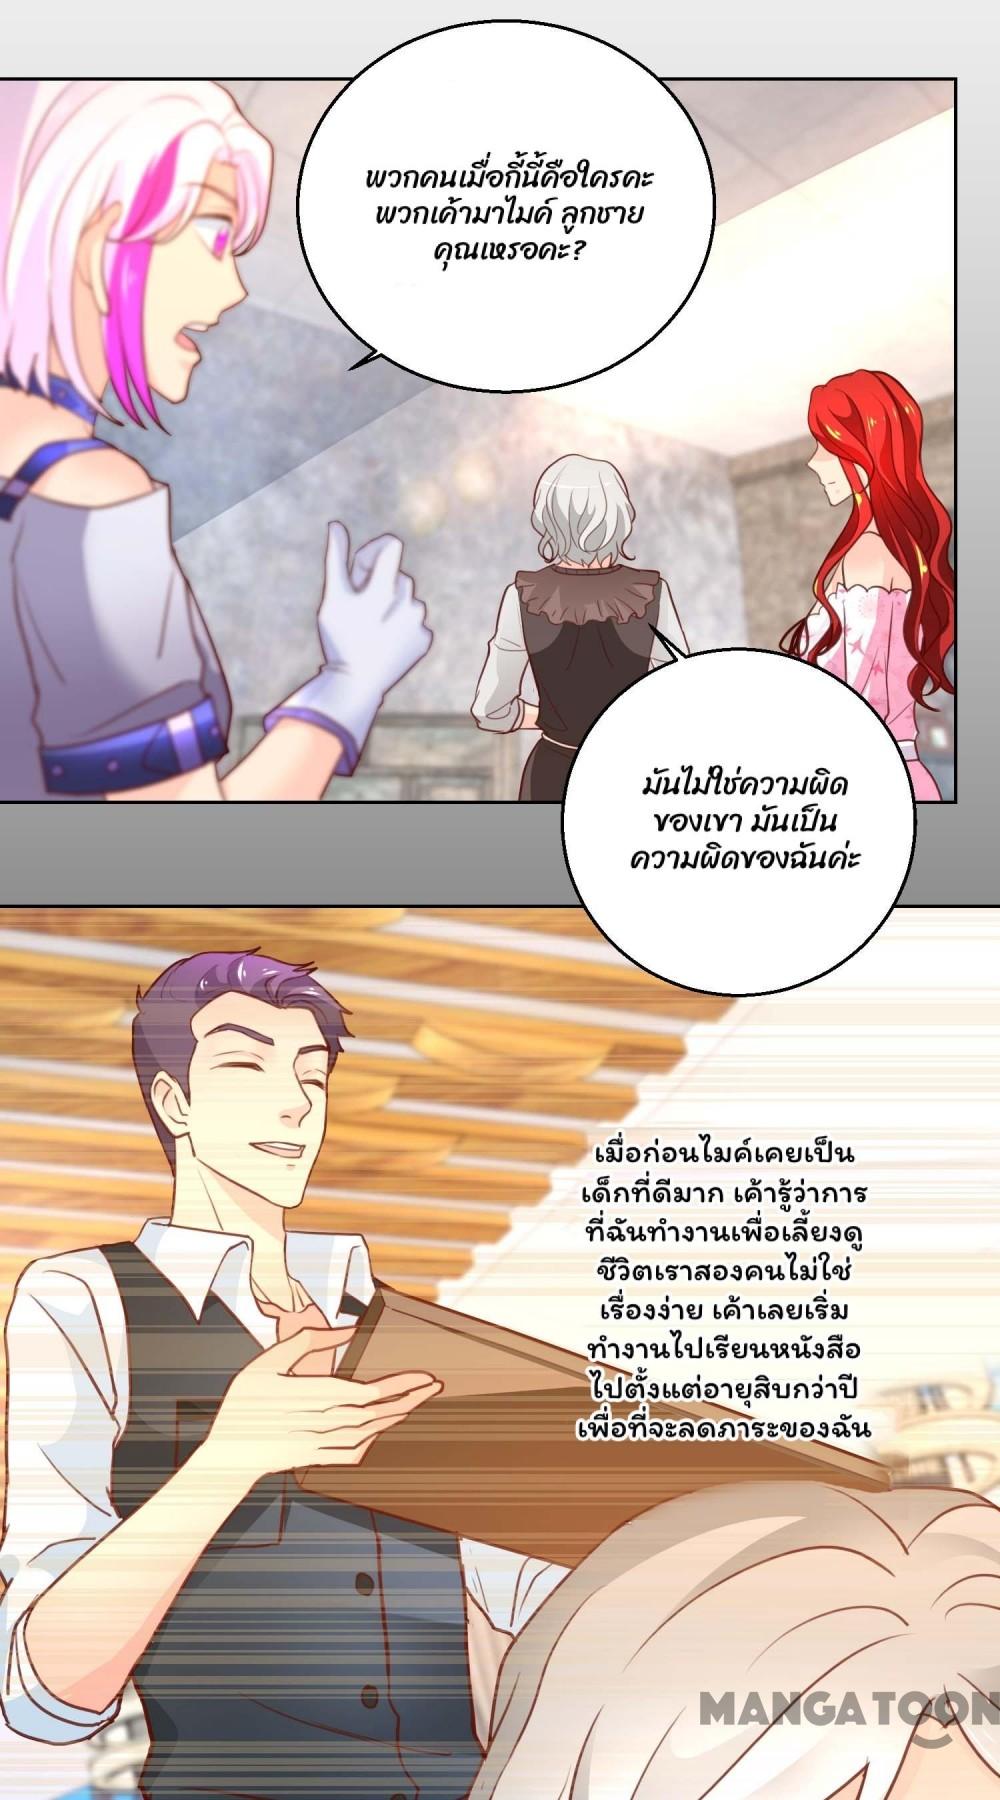 พวกคนเมื่อกี้นี้คือใครคะ
พวกเค้ามาไมค์ ลูกชาย
คุณเหรอคะ?
มันไม่ใช่ความผิด
ของเขา มันเป็น
ความผิดของฉันค่ะ
เมื่อก่อนไมค์เคยเป็น
เด็กที่ดีมาก เค้ารู้ว่าการ
ที่ฉันทำงานเพื่อเลี้ยงดู
ชีวิตเราสองคนไม่ใช่
เรื่องง่าย เค้าเลยเริ่ม
ทำงานไปเรียนหนังสือ
ไปตั้งแต่อายุสิบกว่าปี
เพื่อที่จะลดภาระของฉัน
MANGATOON